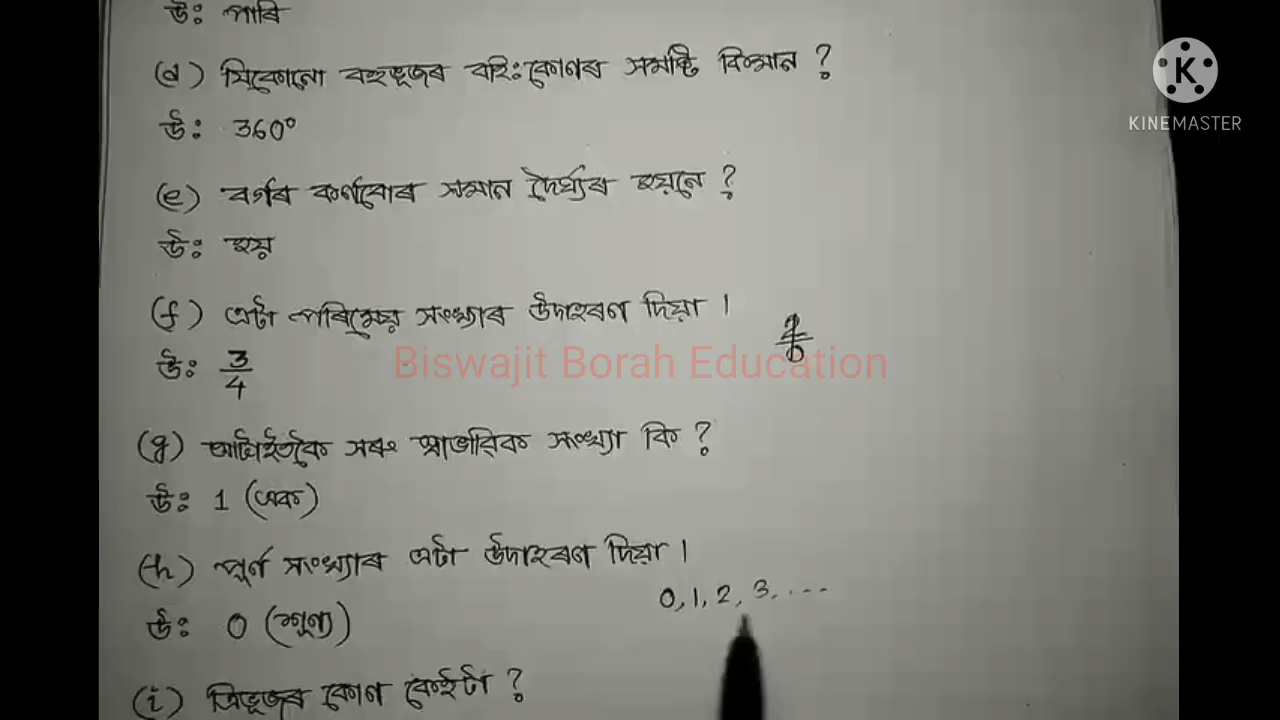 উঃ পাৰি
(d) যিকোনো বহুভূজৰ বহিঃকোণৰ সমষ্টি কিমান ?
উঃ 360°
(e) বৰ্গৰ কৰ্ণবোৰ সমান দৈৰ্ঘ্যৰ হয়নে ?
উঃ হয়
(f) এটা পৰিমেয় সংখ্যাৰ উদাহৰণ দিয়া ।
উঃ 3/4
(g) আটাইতকৈ সৰু স্বাভাৱিক সংখ্যা কি ?
উঃ 1 (এক)
(h) পূৰ্ণ সংখ্যাৰ এটা উদাহৰণ দিয়া ।
0, 1, 2, 3, ....
উঃ 0 (শূণ্য)
(i) ত্ৰিভূজৰ কোণ কেইটা ?
K
KINEMASTER
Biswajit Borah Education